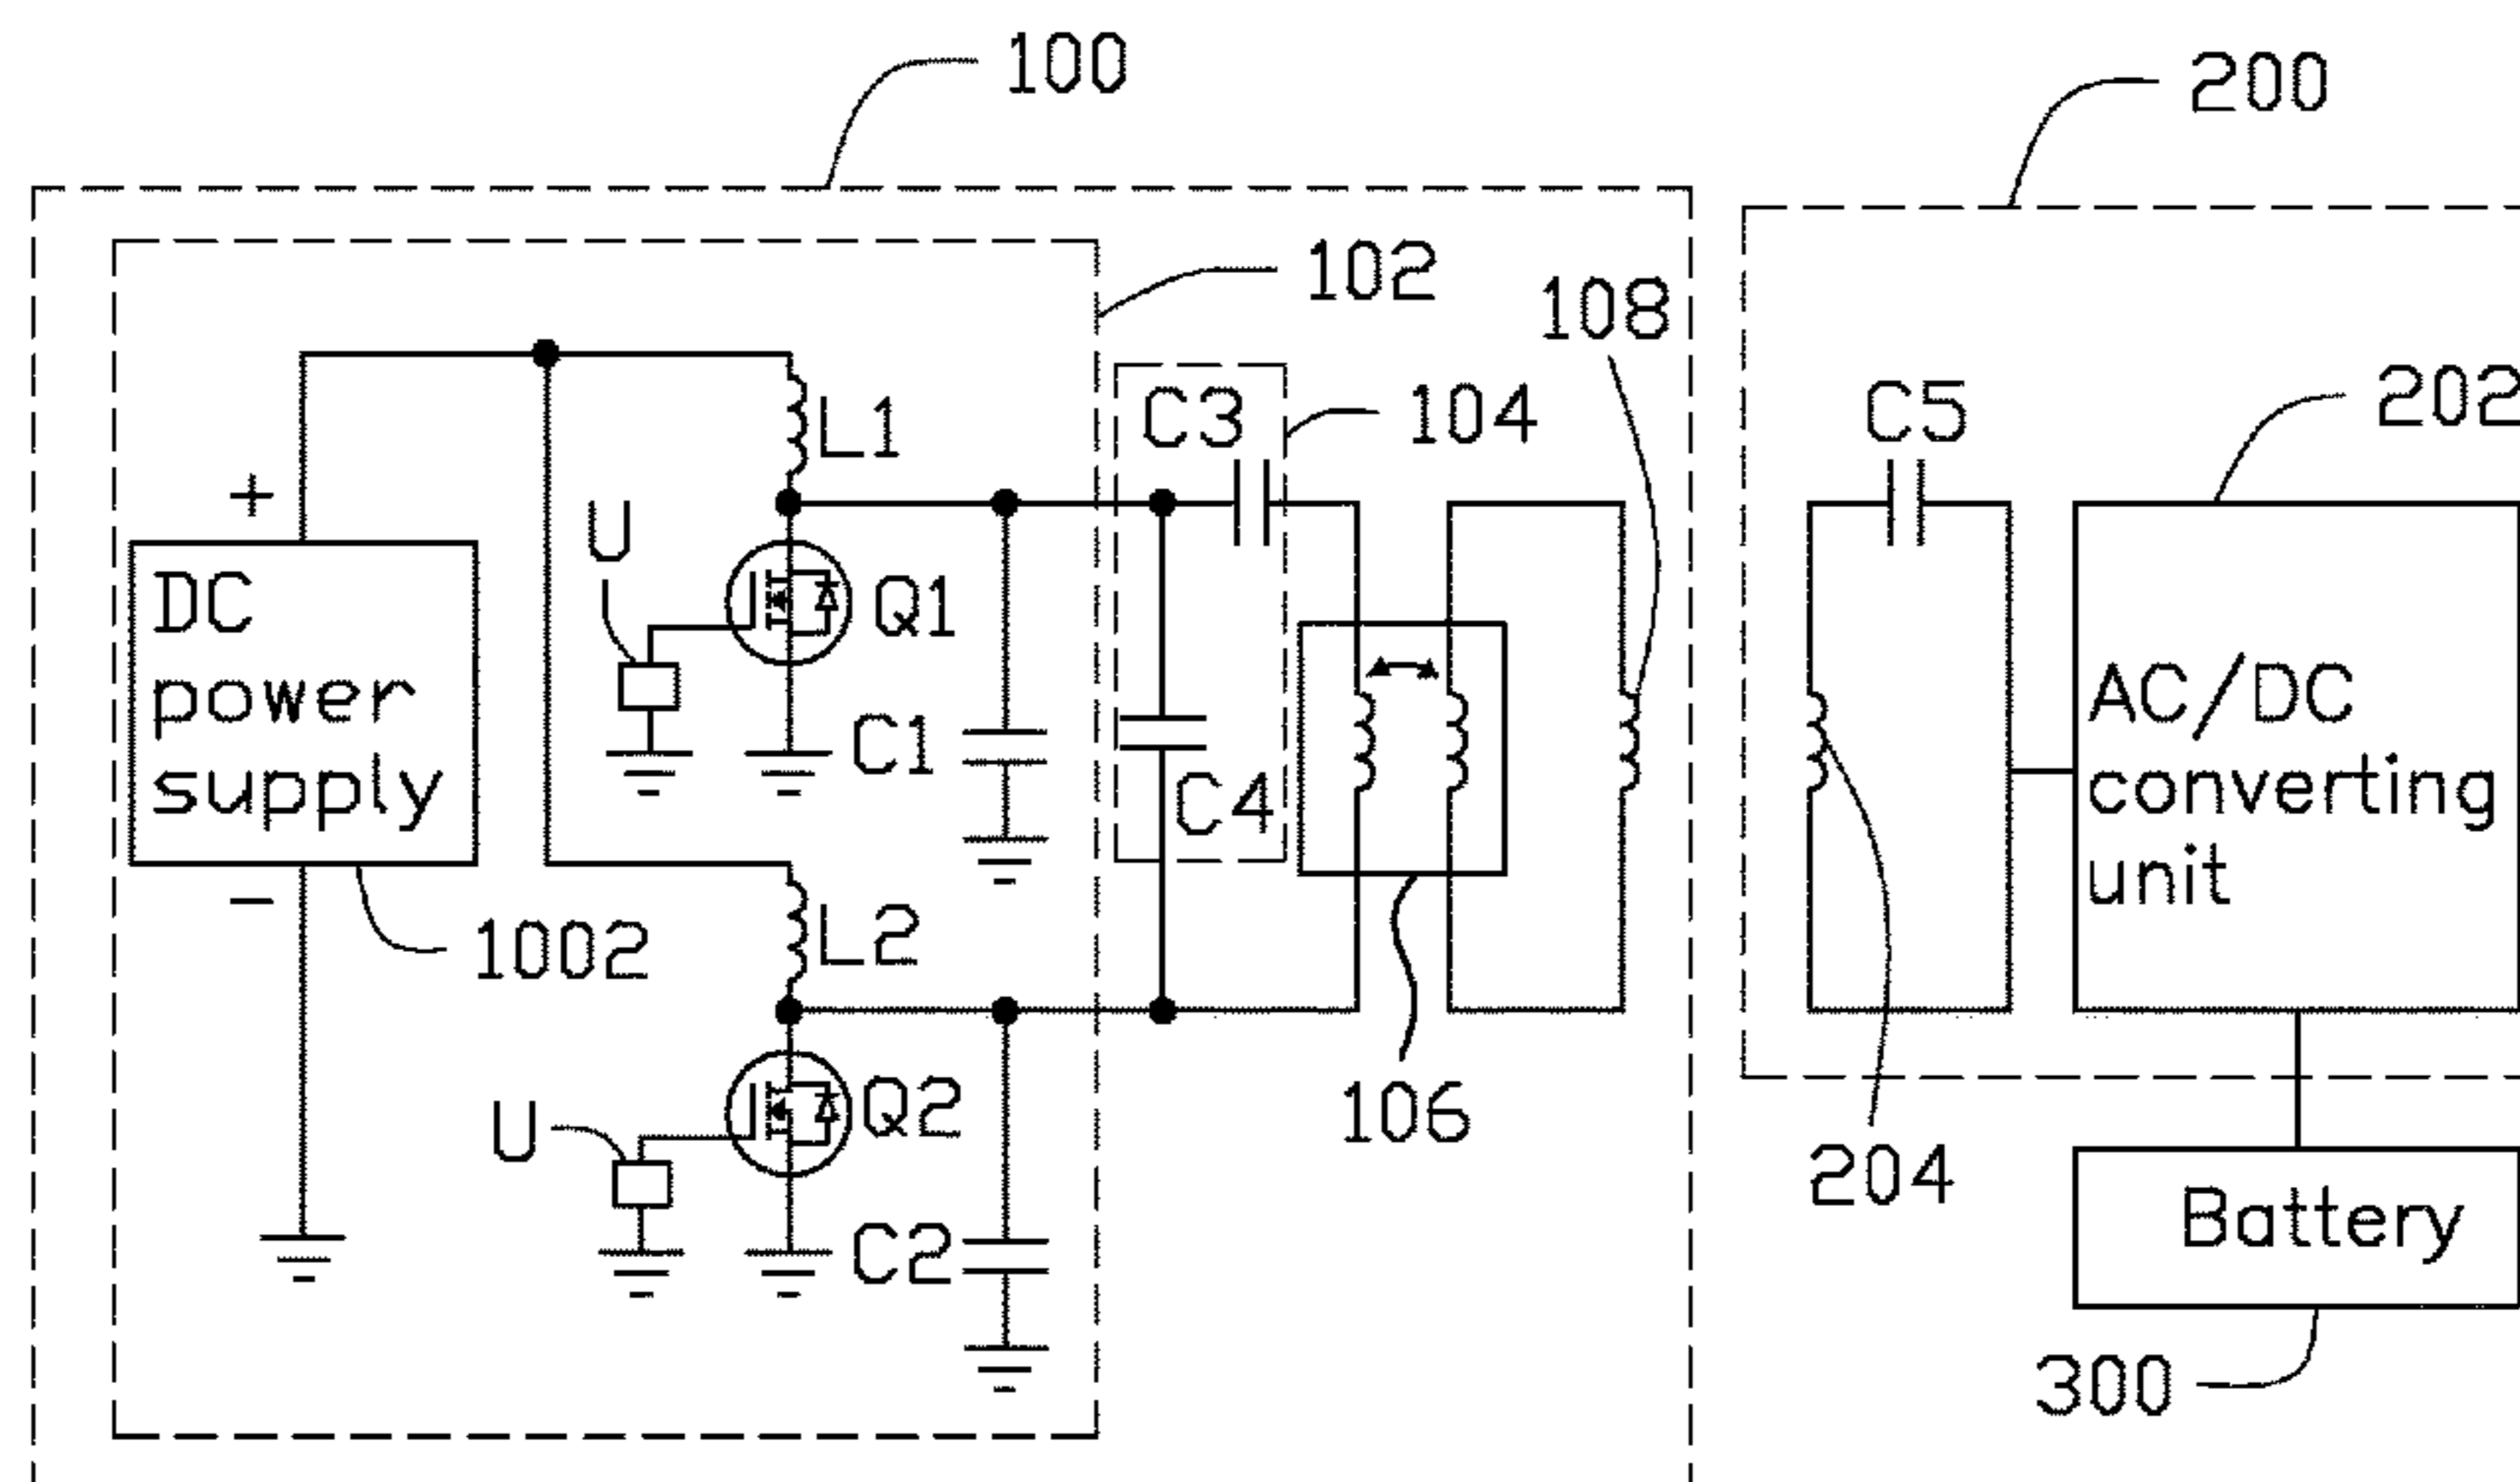 100
200
102
108
202
C3
104
C5
L1
+
U
DC
power
supply
Q1
C1
C4
AC/DC
converting
unit
-
1002
L2
U
Q2
106
204
C2
Battery
300